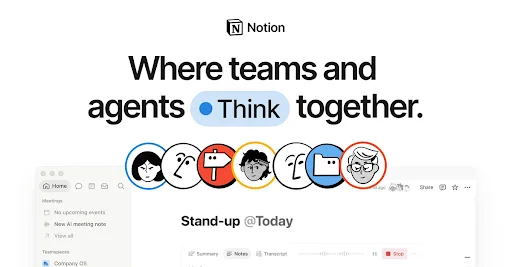 Notion
Where teams and
agents Think together.
Home
Share
Meetings
No upcoming events
New AI meeting note
View all
Teamspaces
Company OS
Stand-up @Today
Summary
Notes
Transcript
Stop